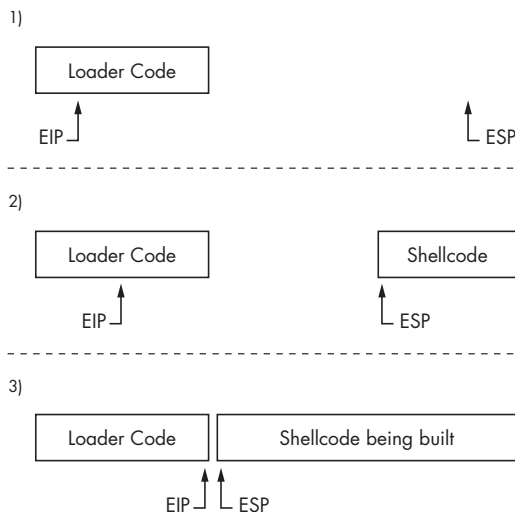 1)
Loader Code
EIP ESP
2)
Loader Code Shellcode
EIP ESP
3)
Loader Code Shellcode being built
EIP ESP